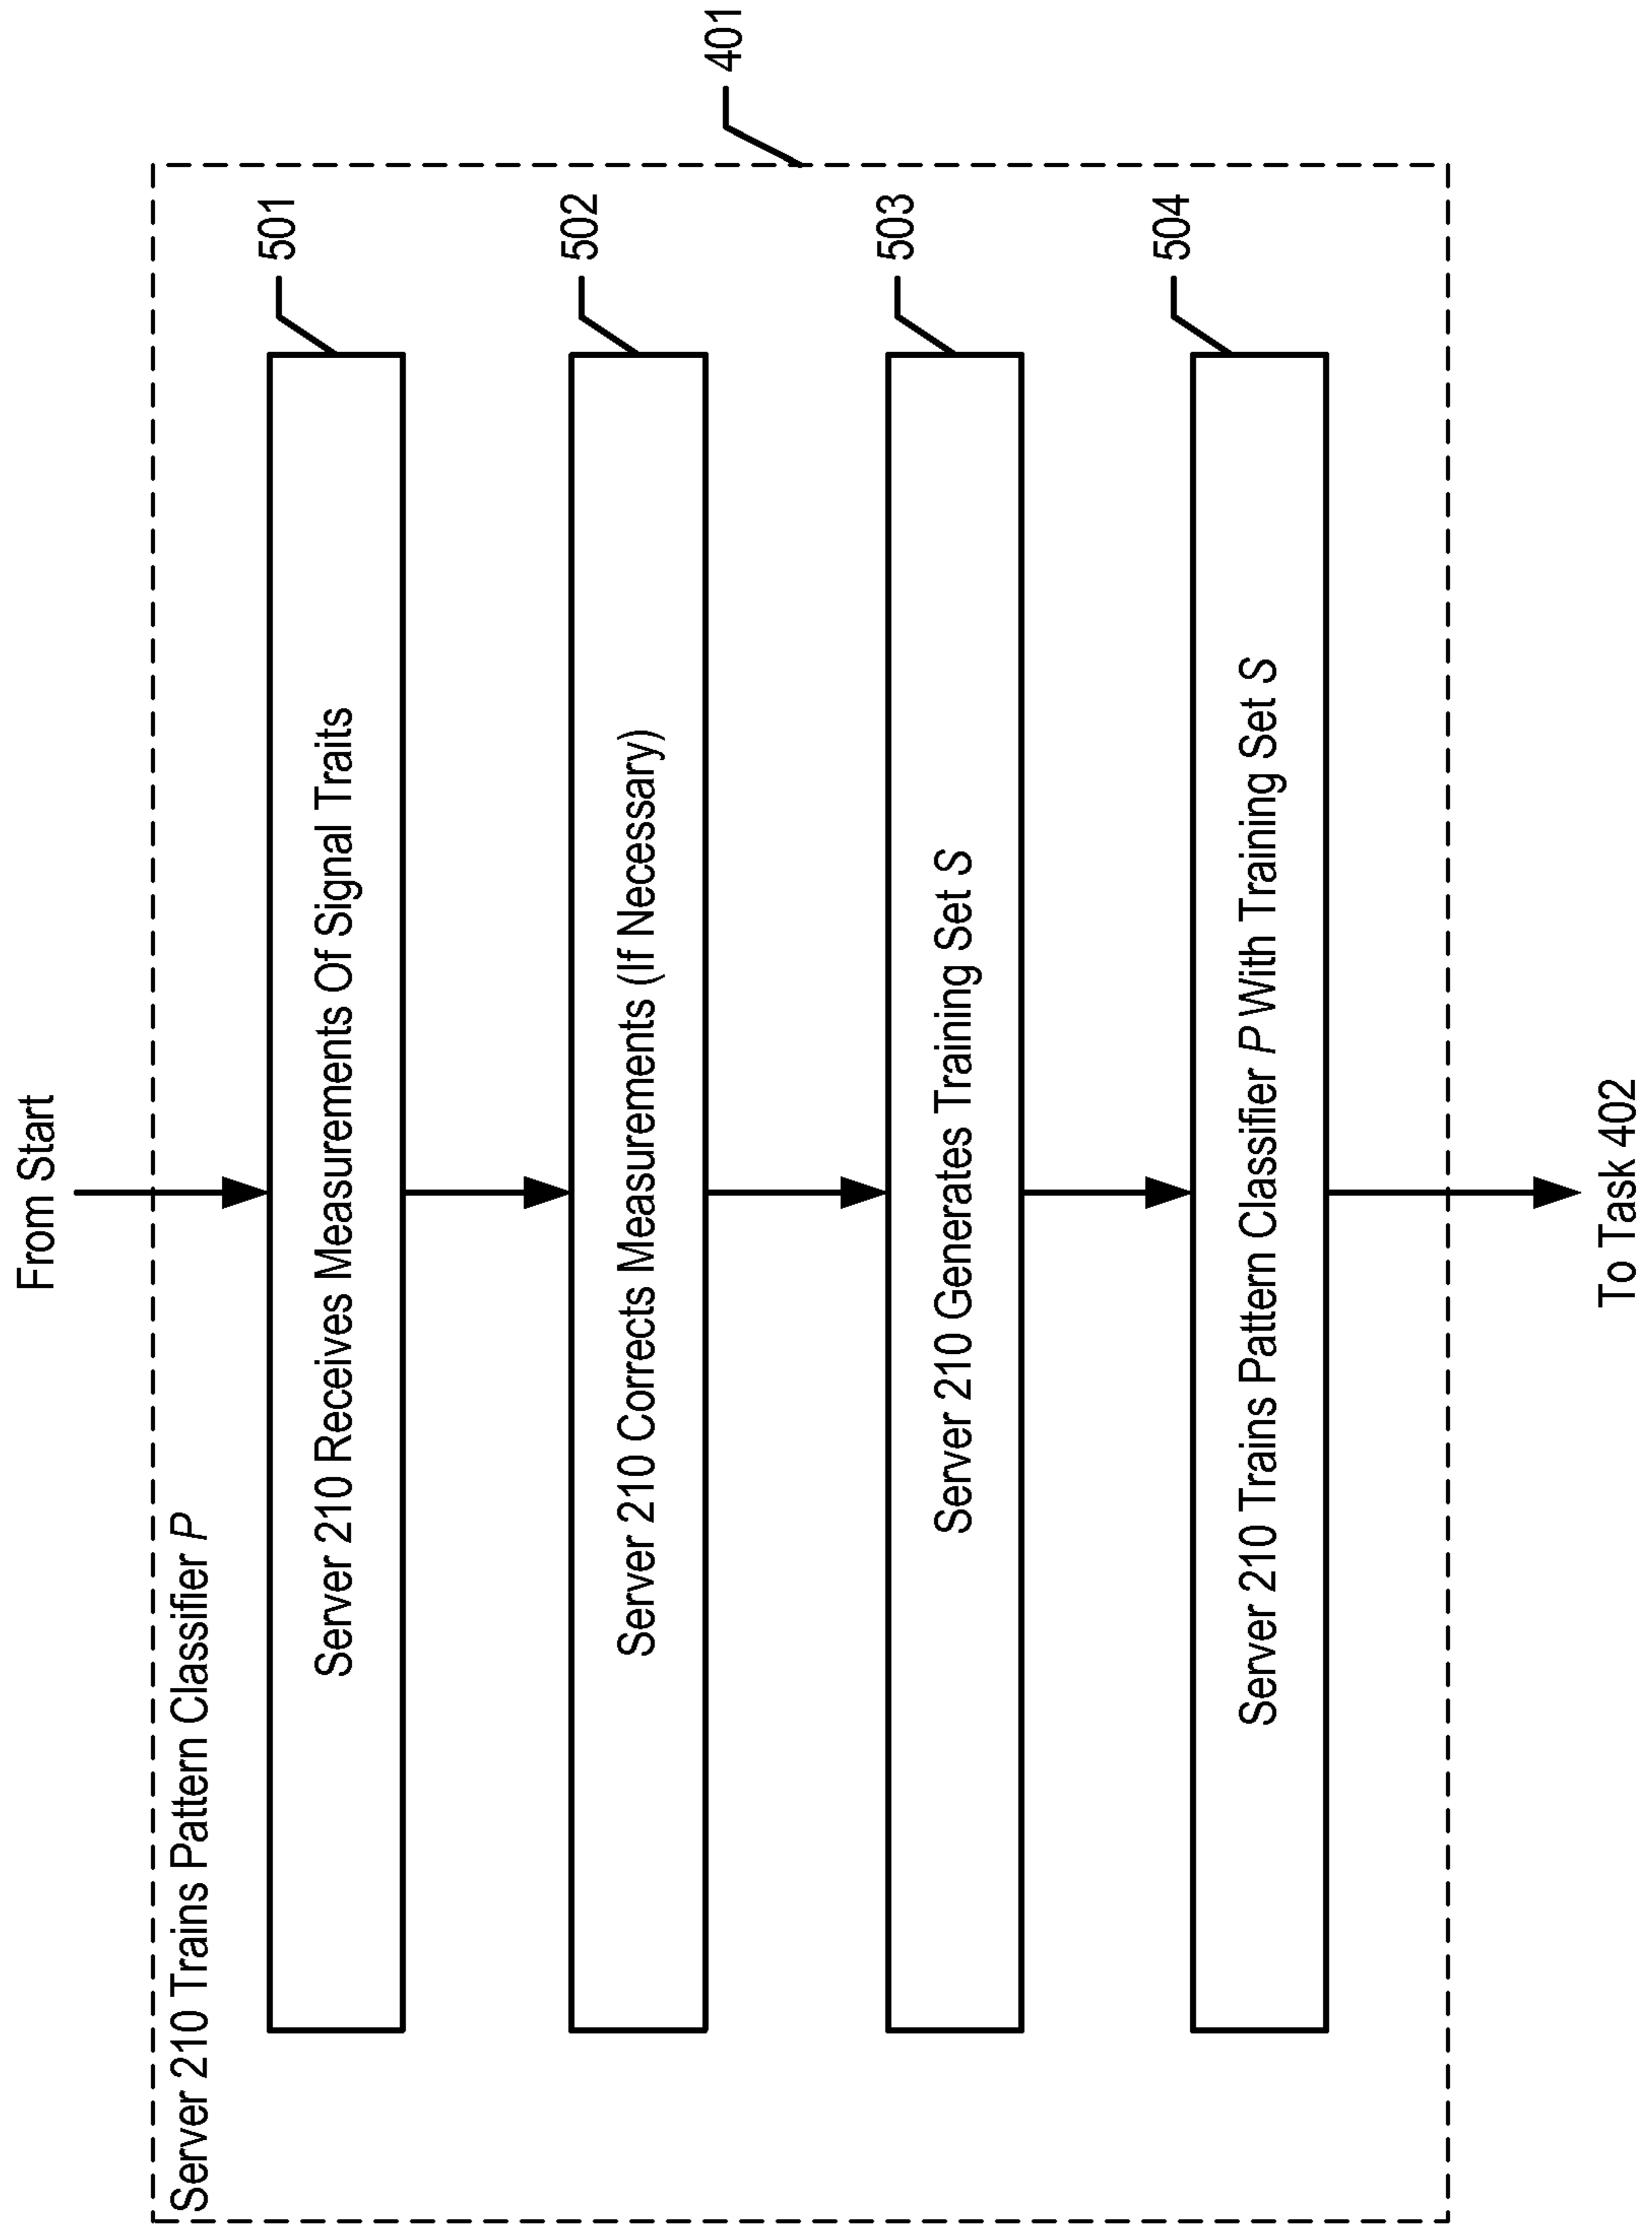 From Start
Server 210 Trains Pattern Classifier P
401
501
Server 210 Receives Measurements Of Signal Traits
502
Server 210 Corrects Measurements (If Necessary)
503
Server 210 Generates Training Set S
504
Server 210 Trains Pattern Classifier P With Training Set S
To Task 402